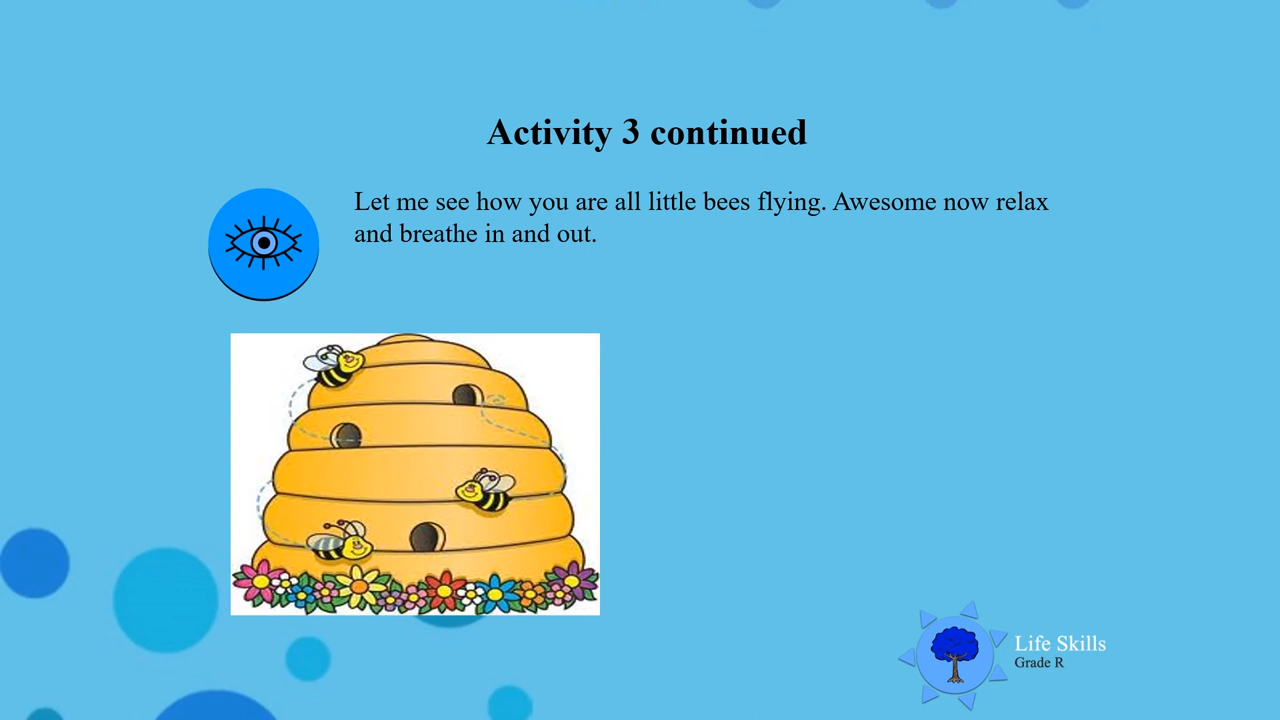 Activity 3 continued
Let me see how you are all little bees flying. Awesome now relax
and breathe in and out.
Life Skills
Grade R